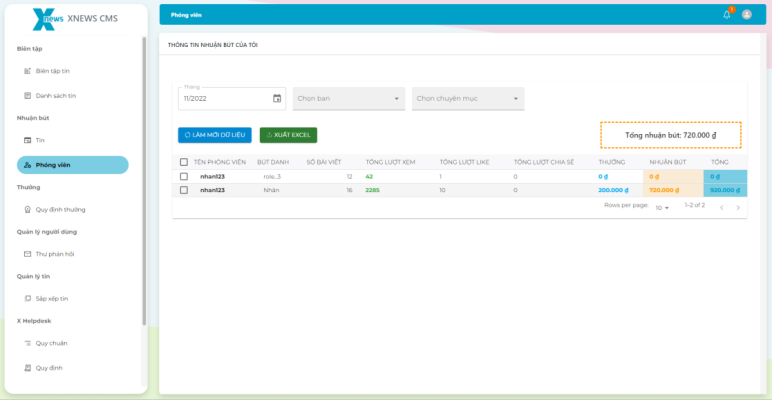 Xnews XNEWS CMS
Biên tập
Biên tập tin
Danh sách tin
Nhuận bút
Tin
Phóng viên
Thưởng
Quy định thưởng
Quản lý người dùng
Thư phản hồi
Quản lý tin
Sắp xếp tin
X Helpdesk
Quy chuẩn
Quy định
Phóng viên
THÔNG TIN NHUẬN BÚT CỦA TÔI
Tháng
11/2022
Chọn ban
Chọn chuyên mục
LÀM MỚI DỮ LIỆU
XUẤT EXCEL
Tổng nhuận bút: 720.000 ₫
TÊN PHÓNG VIÊN BÚT DANH SỐ BÀI VIẾT TỔNG LƯỢT XEM TỔNG LƯỢT LIKE TỔNG LƯỢT CHIA SẺ THƯỞNG NHUẬN BÚT TỔNG
nhan123 role_3 12 42 1 0 0 ₫ 0 ₫ 0 ₫
nhan123 Nhân 16 2285 10 0 200.000 ₫ 720.000 ₫ 920.000 ₫
Rows per page: 10 1–2 of 2